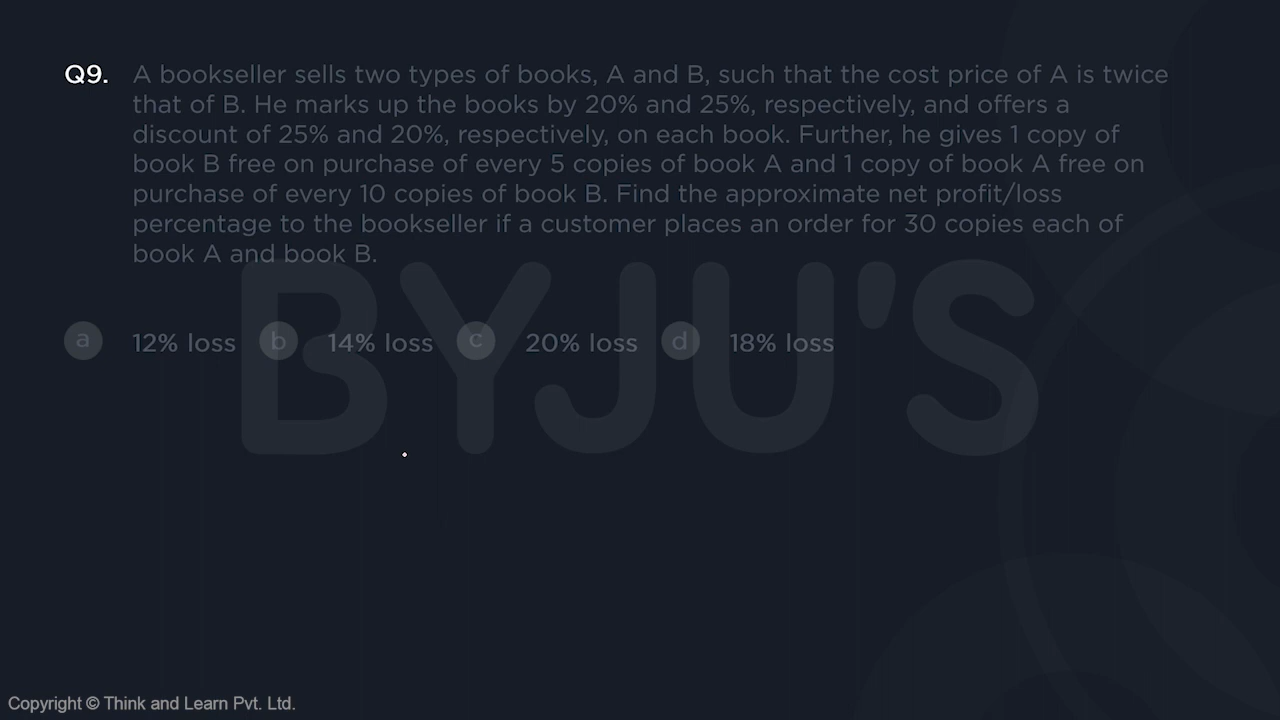 Q9. A bookseller sells two types of books, A and B, such that the cost price of A is twice
that of B. He marks up the books by 20% and 25%, respectively, and offers a
discount of 25% and 20%, respectively, on each book. Further, he gives 1 copy of
book B free on purchase of every 5 copies of book A and 1 copy of book A free on
purchase of every 10 copies of book B. Find the approximate net profit/loss
percentage to the bookseller if a customer places an order for 30 copies each of
book A and book B.
a 12% loss b 14% loss c 20% loss d 18% loss
BYJU'S
Copyright © Think and Learn Pvt. Ltd.